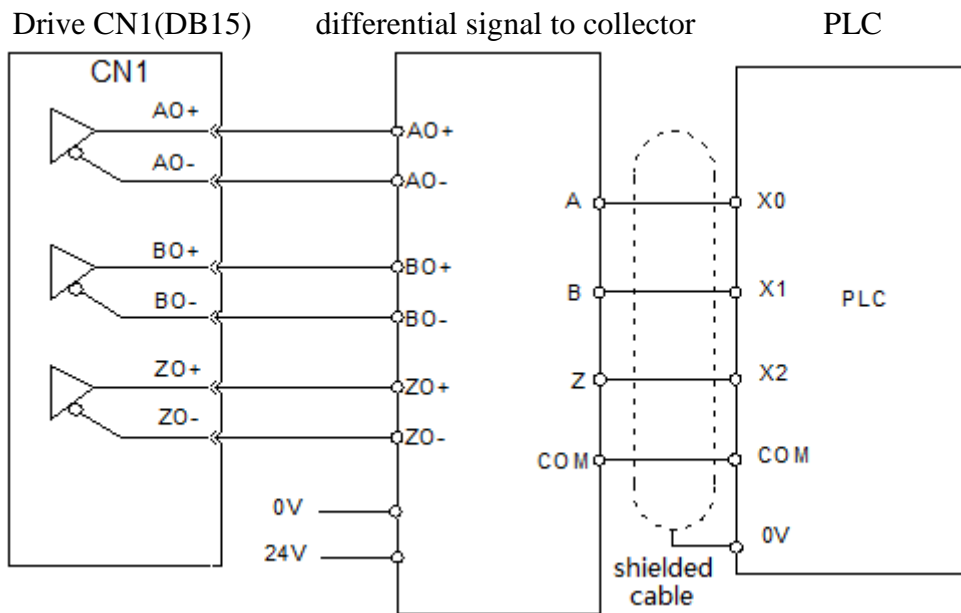 Drive CN1(DB15) differential signal to collector PLC
CN1
AO+
AO-
BO+
BO-
ZO+
ZO-
AO+
AO-
BO+
BO-
ZO+
ZO-
0V
24V
A
B
Z
COM
shielded
cable
X0
X1
X2
COM
0V
PLC